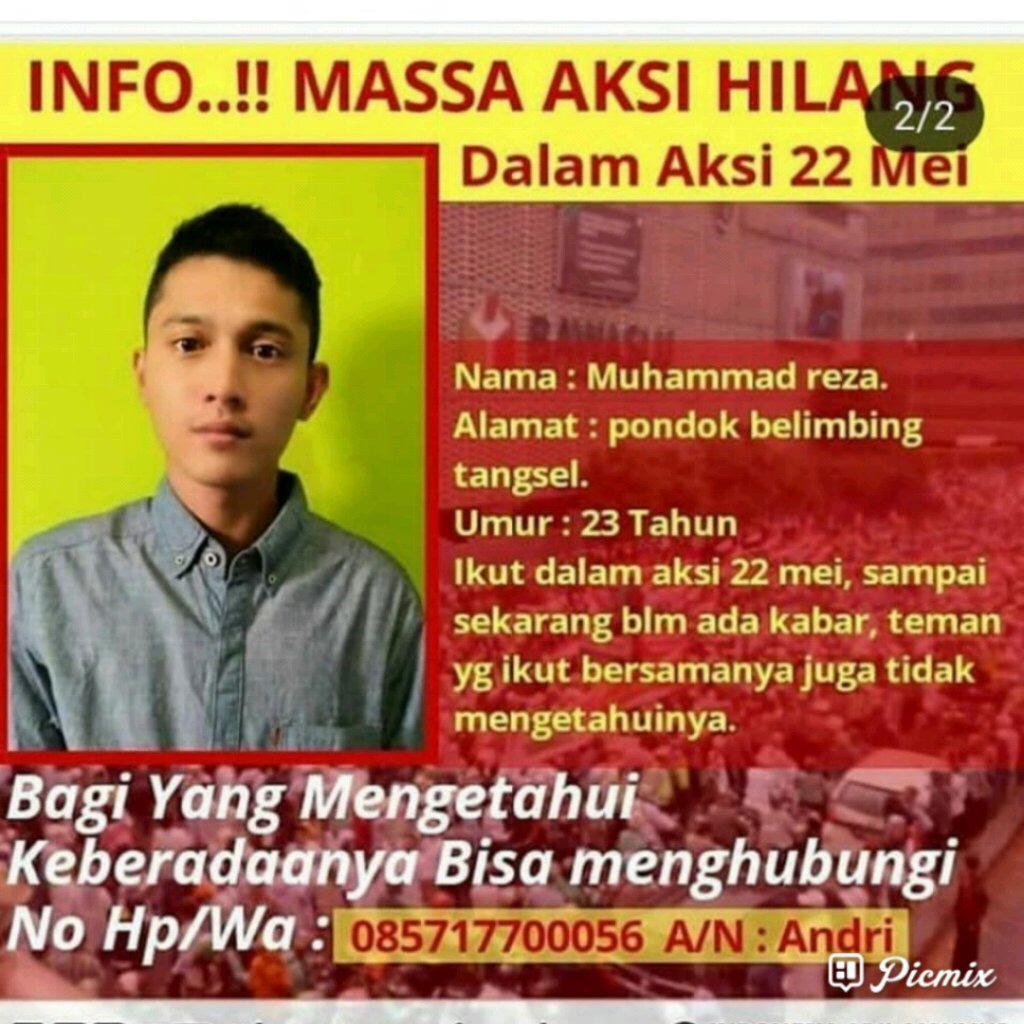 INFO..!! MASSA AKSI HILANG
2/2
Dalam Aksi 22 Mei
Nama : Muhammad reza.
Alamat : pondok belimbing
tangsel.
Umur : 23 Tahun
Ikut dalam aksi 22 mei, sampai
sekarang blm ada kabar, teman
yg ikut bersamanya juga tidak
mengetahuinya.
Bagi Yang Mengetahui
Keberadaanya Bisa menghubungi
No Hp/Wa : 085717700056 A/N : Andri
Picmix